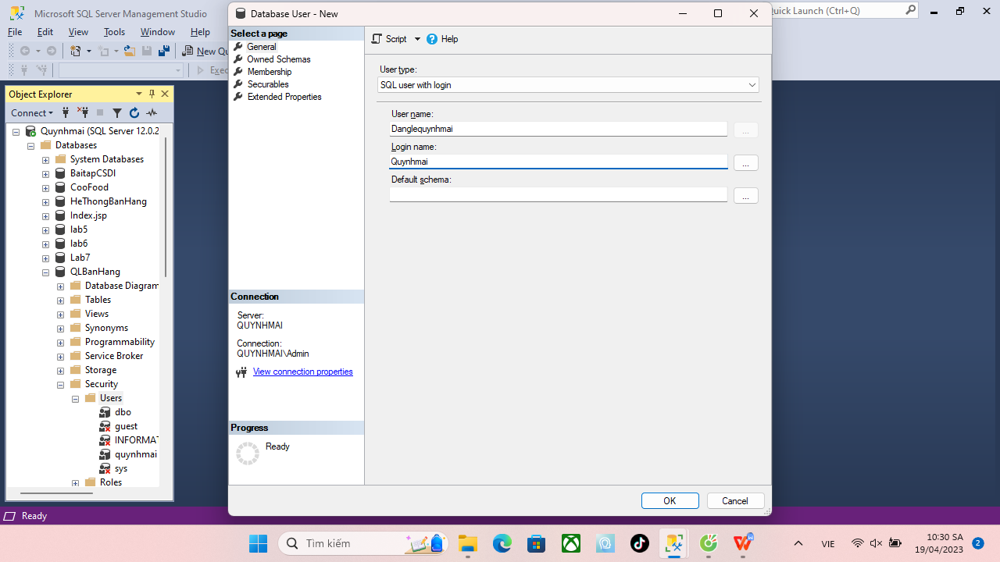 Microsoft SQL Server Management Studio
Quick Launch (Ctrl+Q)
File Edit View Tools Window Help
New Qu
Exec
Object Explorer
Connect
Quynhmai (SQL Server 12.0.2
Databases
System Databases
BaitapCSDl
CooFood
HeThongBanHang
Index.jsp
lab5
lab6
Lab7
QLBanHang
Database Diagram
Tables
Views
Synonyms
Programmability
Service Broker
Storage
Security
Users
dbo
guest
INFORMAT
quynhmai
sys
Roles
Ready
Database User - New
Select a page
General
Owned Schemas
Membership
Securables
Extended Properties
Connection
Server:
QUYNHMAI
Connection:
QUYNHMAI\Admin
View connection properties
Progress
Ready
Script Help
User type:
SQL user with login
User name:
Danglequynhmai
...
Login name:
Quynhmai
...
Default schema:
...
OK Cancel
Tìm kiếm
VIE
10:30 SA
19/04/2023
2